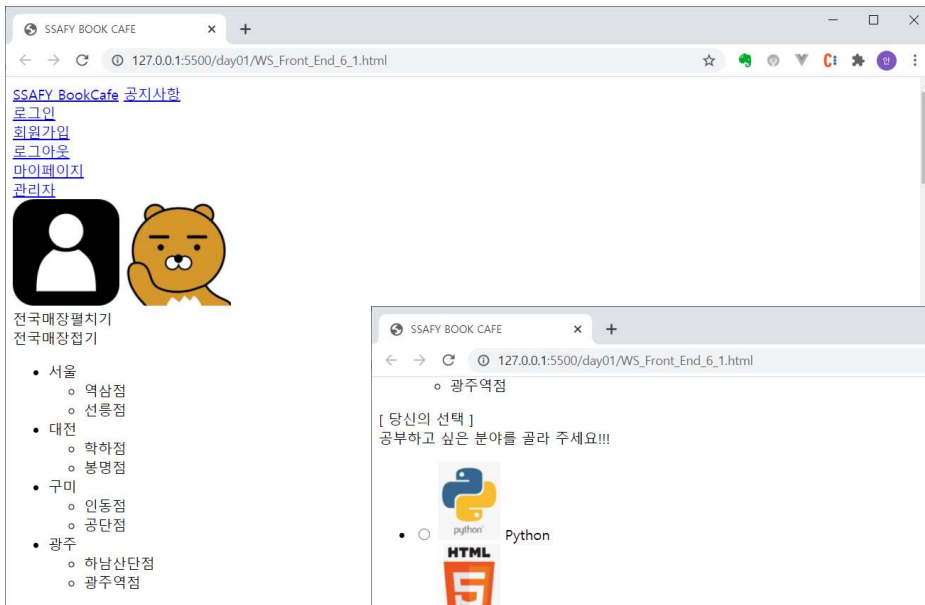 SSAFY BOOK CAFE
127.0.0.1:5500/day01/WS_Front_End_6_1.html
안
SSAFY BookCafe 공지사항
로그인
회원가입
로그아웃
마이페이지
관리자
전국매장펼치기
전국매장접기
서울
역삼점
선릉점
대전
학하점
봉명점
구미
인동점
공단점
광주
하남산단점
광주역점
SSAFY BOOK CAFE
127.0.0.1:5500/day01/WS_Front_End_6_1.html
광주역점
[ 당신의 선택 ]
공부하고 싶은 분야를 골라 주세요!!!
python
Python
HTML
5